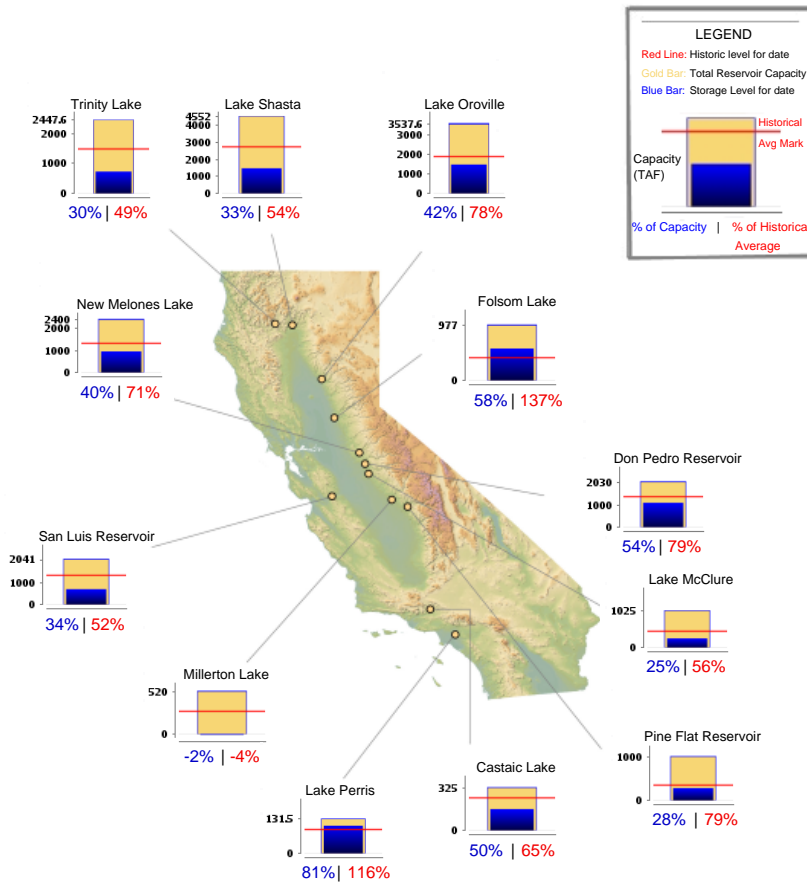 LEGEND
Red Line: Historic level for date
Gold Bar: Total Reservoir Capacity
Blue Bar: Storage Level for date
Historical
Avg Mark
Capacity
(TAF)
% of Capacity | % of Historica
Average
Trinity Lake
2447.6
2000
1000
0
30% | 49%
Lake Shasta
4552
4000
3000
2000
1000
0
33% | 54%
Lake Oroville
3537.6
3000
2000
1000
0
42% | 78%
New Melones Lake
2400
2000
1000
0
40% | 71%
Folsom Lake
977
0
58% | 137%
Don Pedro Reservoir
2030
1000
0
54% | 79%
San Luis Reservoir
2041
1000
0
34% | 52%
Lake McClure
1025
0
25% | 56%
Millerton Lake
520
0
-2% | -4%
Pine Flat Reservoir
1000
0
28% | 79%
Lake Perris
131.5
0
81% | 116%
Castaic Lake
325
0
50% | 65%